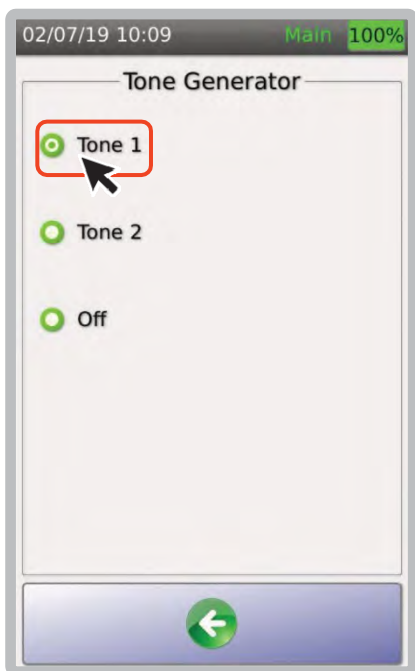 02/07/19 10:09 Main 100%
Tone Generator
Tone 1
Tone 2
Off